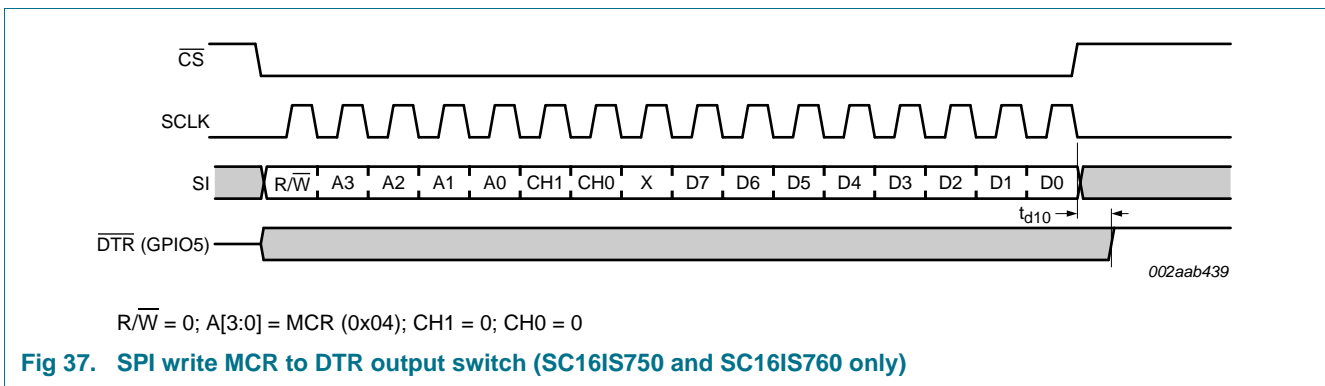 C̅S̅
SCLK
SI R/W̅ A3 A2 A1 A0 CH1 CH0 X D7 D6 D5 D4 D3 D2 D1 D0
td10
D̅T̅R̅ (GPIO5)
002aab439
R/W̅ = 0; A[3:0] = MCR (0x04); CH1 = 0; CH0 = 0
Fig 37. SPI write MCR to DTR output switch (SC16IS750 and SC16IS760 only)